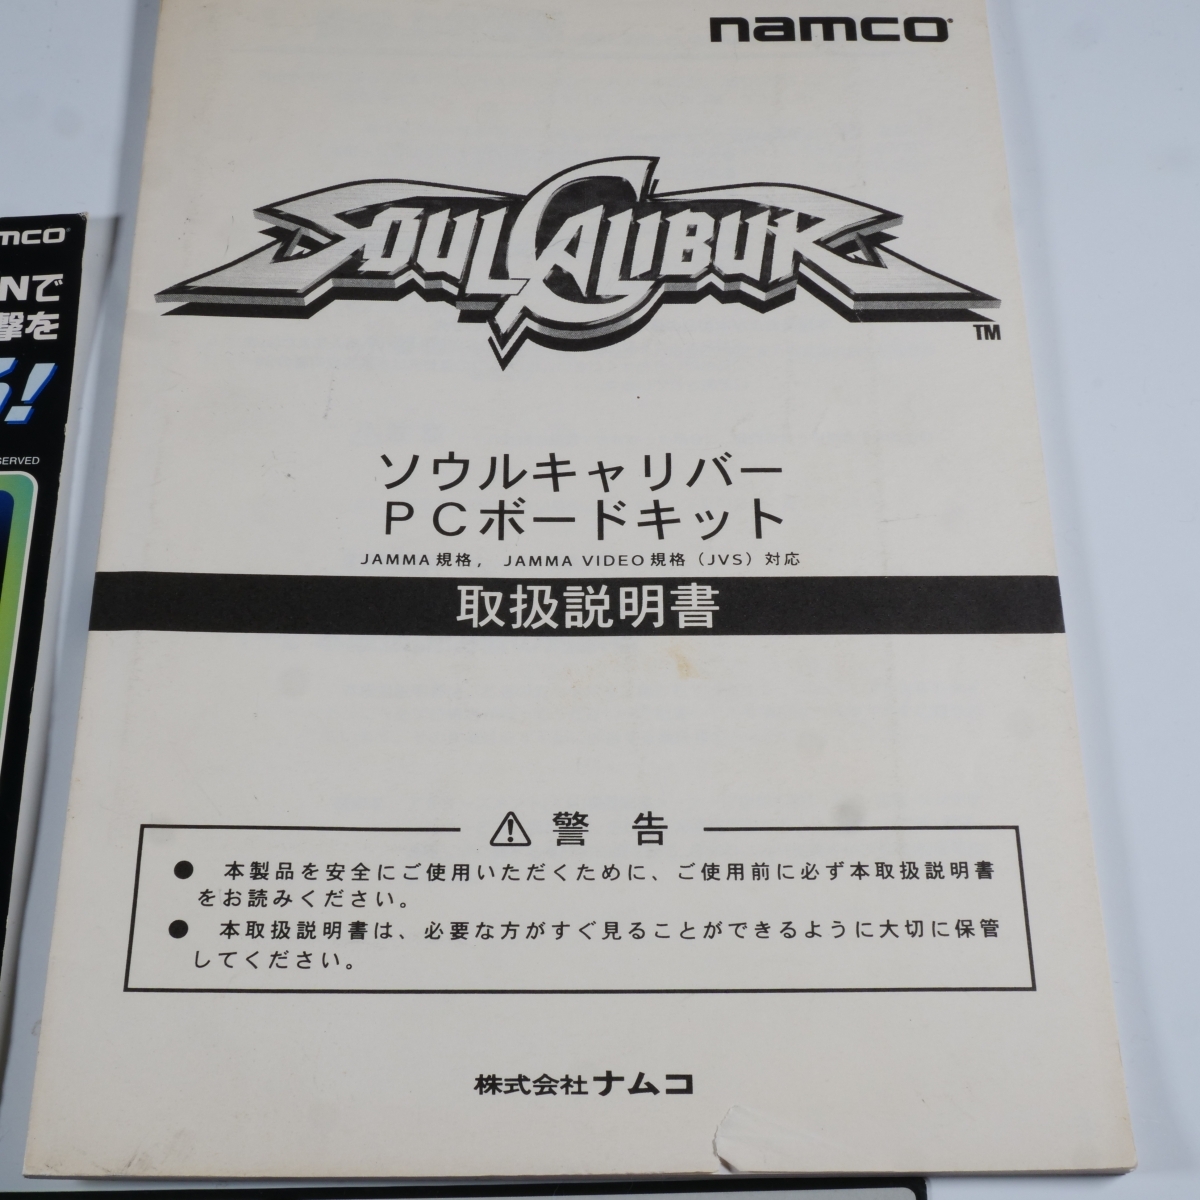 namco
SOULCALIBUR
TM
ソウルキャリバー
PCボードキット
JAMMA規格, JAMMA VIDEO規格（JVS）対応
取扱説明書
警 告
● 本製品を安全にご使用いただくために、ご使用前に必ず本取扱説明書
をお読みください。
● 本取扱説明書は、必要な方がすぐ見ることができるように大切に保管
してください。
株式会社ナムコ
mco
Nで
撃を
!
SERVED